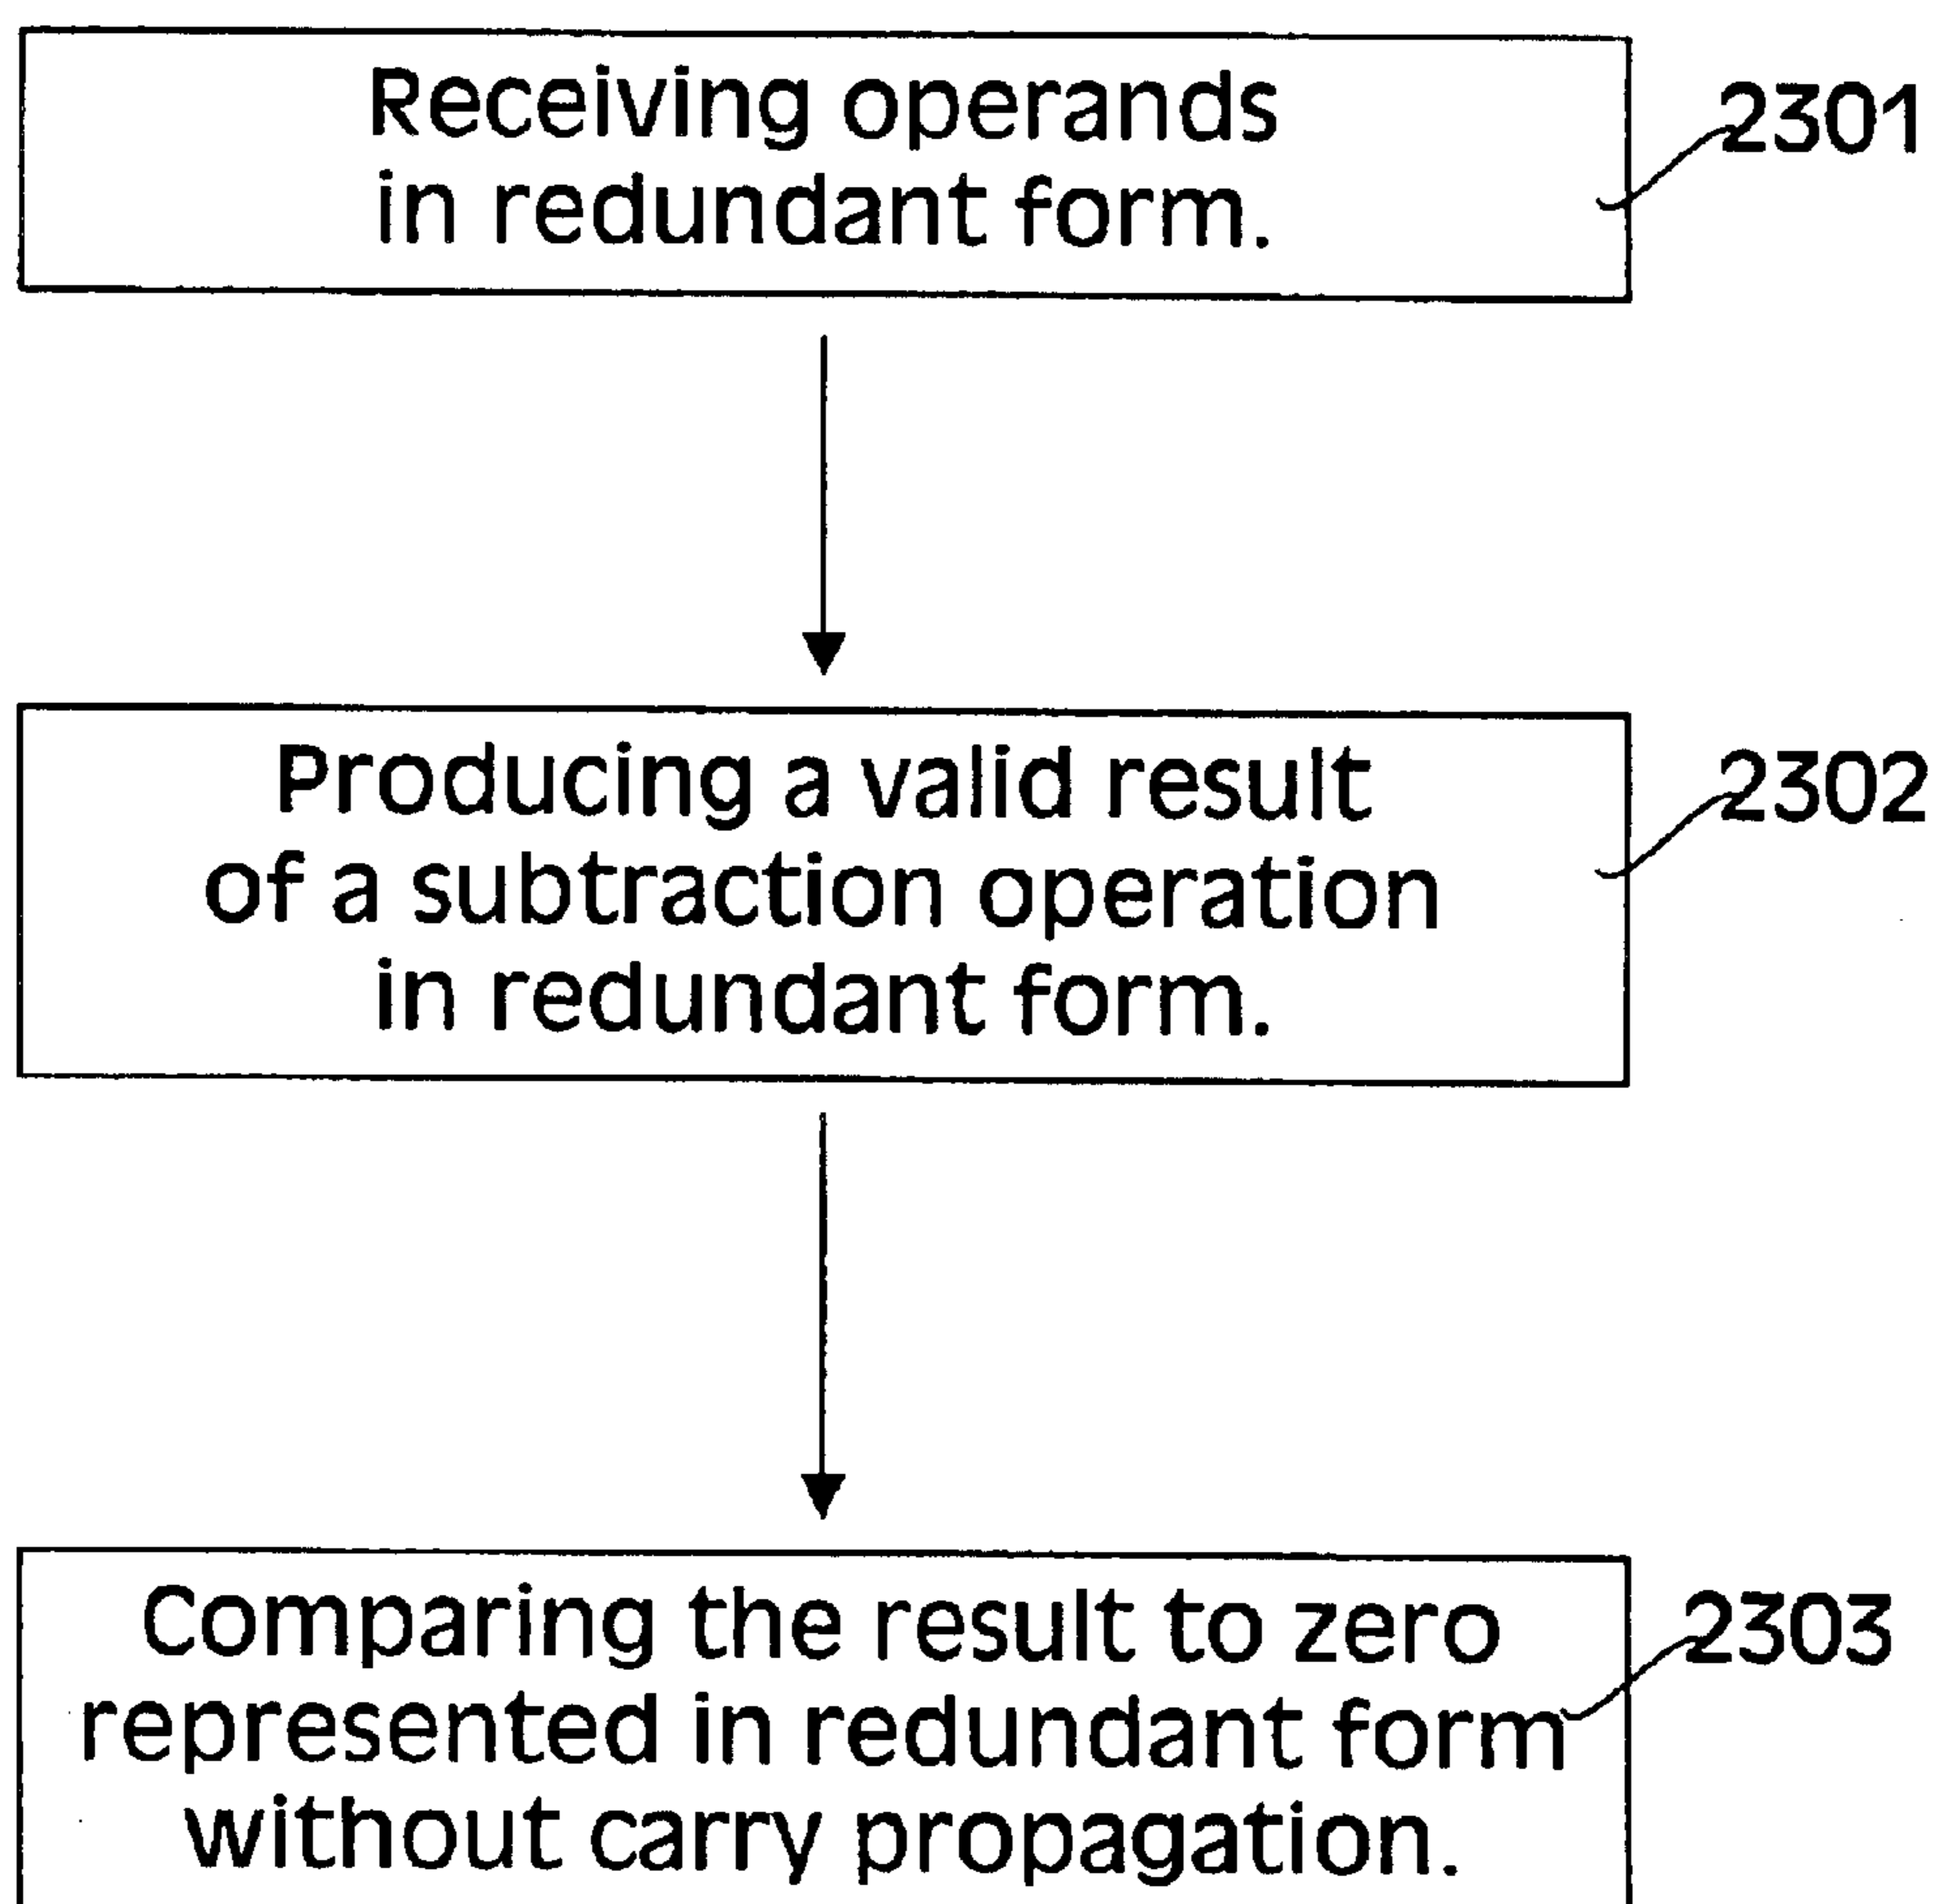 Receiving operands
in redundant form.
2301
Producing a valid result
of a subtraction operation
in redundant form.
2302
Comparing the result to zero
represented in redundant form
without carry propagation.
2303